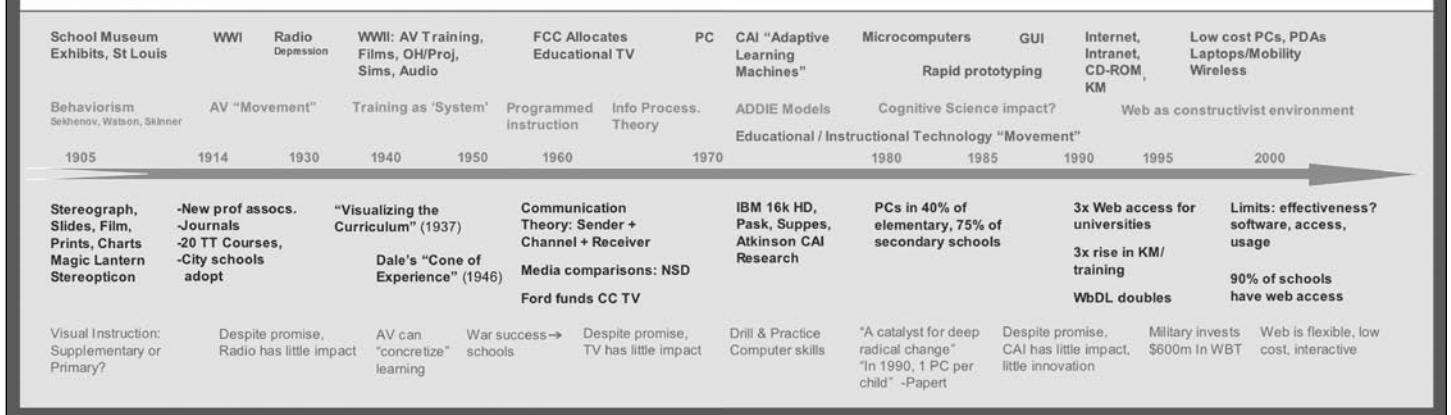 School Museum
Exhibits, St Louis
WWI
Radio
Depression
WWII: AV Training,
Films, OH/Proj,
Sims, Audio
FCC Allocates
Educational TV
PC
CAI “Adaptive
Learning
Machines”
Microcomputers
GUI
Rapid prototyping
Internet,
Intranet,
CD-ROM,
KM
Low cost PCs, PDAs
Laptops/Mobility
Wireless
Behaviorism
Sekhenov, Watson, Skinner
AV “Movement”
Training as ‘System’
Programmed
instruction
Info Process.
Theory
ADDIE Models
Cognitive Science impact?
Web as constructivist environment
Educational / Instructional Technology “Movement”
1905 1914 1930 1940 1950 1960 1970 1980 1985 1990 1995 2000
Stereograph,
Slides, Film,
Prints, Charts
Magic Lantern
Stereopticon
-New prof assocs.
-Journals
-20 TT Courses,
-City schools
adopt
“Visualizing the
Curriculum” (1937)
Dale’s “Cone of
Experience” (1946)
Communication
Theory: Sender +
Channel + Receiver
Media comparisons: NSD
Ford funds CC TV
IBM 16k HD,
Pask, Suppes,
Atkinson CAI
Research
PCs in 40% of
elementary, 75% of
secondary schools
3x Web access for
universities
3x rise in KM/
training
WbDL doubles
Limits: effectiveness?
software, access,
usage
90% of schools
have web access
Visual Instruction:
Supplementary or
Primary?
Despite promise,
Radio has little impact
AV can
“concretize”
learning
War success→
schools
Despite promise,
TV has little impact
Drill & Practice
Computer skills
“A catalyst for deep
radical change”
“In 1990, 1 PC per
child” -Papert
Despite promise,
CAI has little impact,
little innovation
Military invests
$600m In WBT
Web is flexible, low
cost, interactive